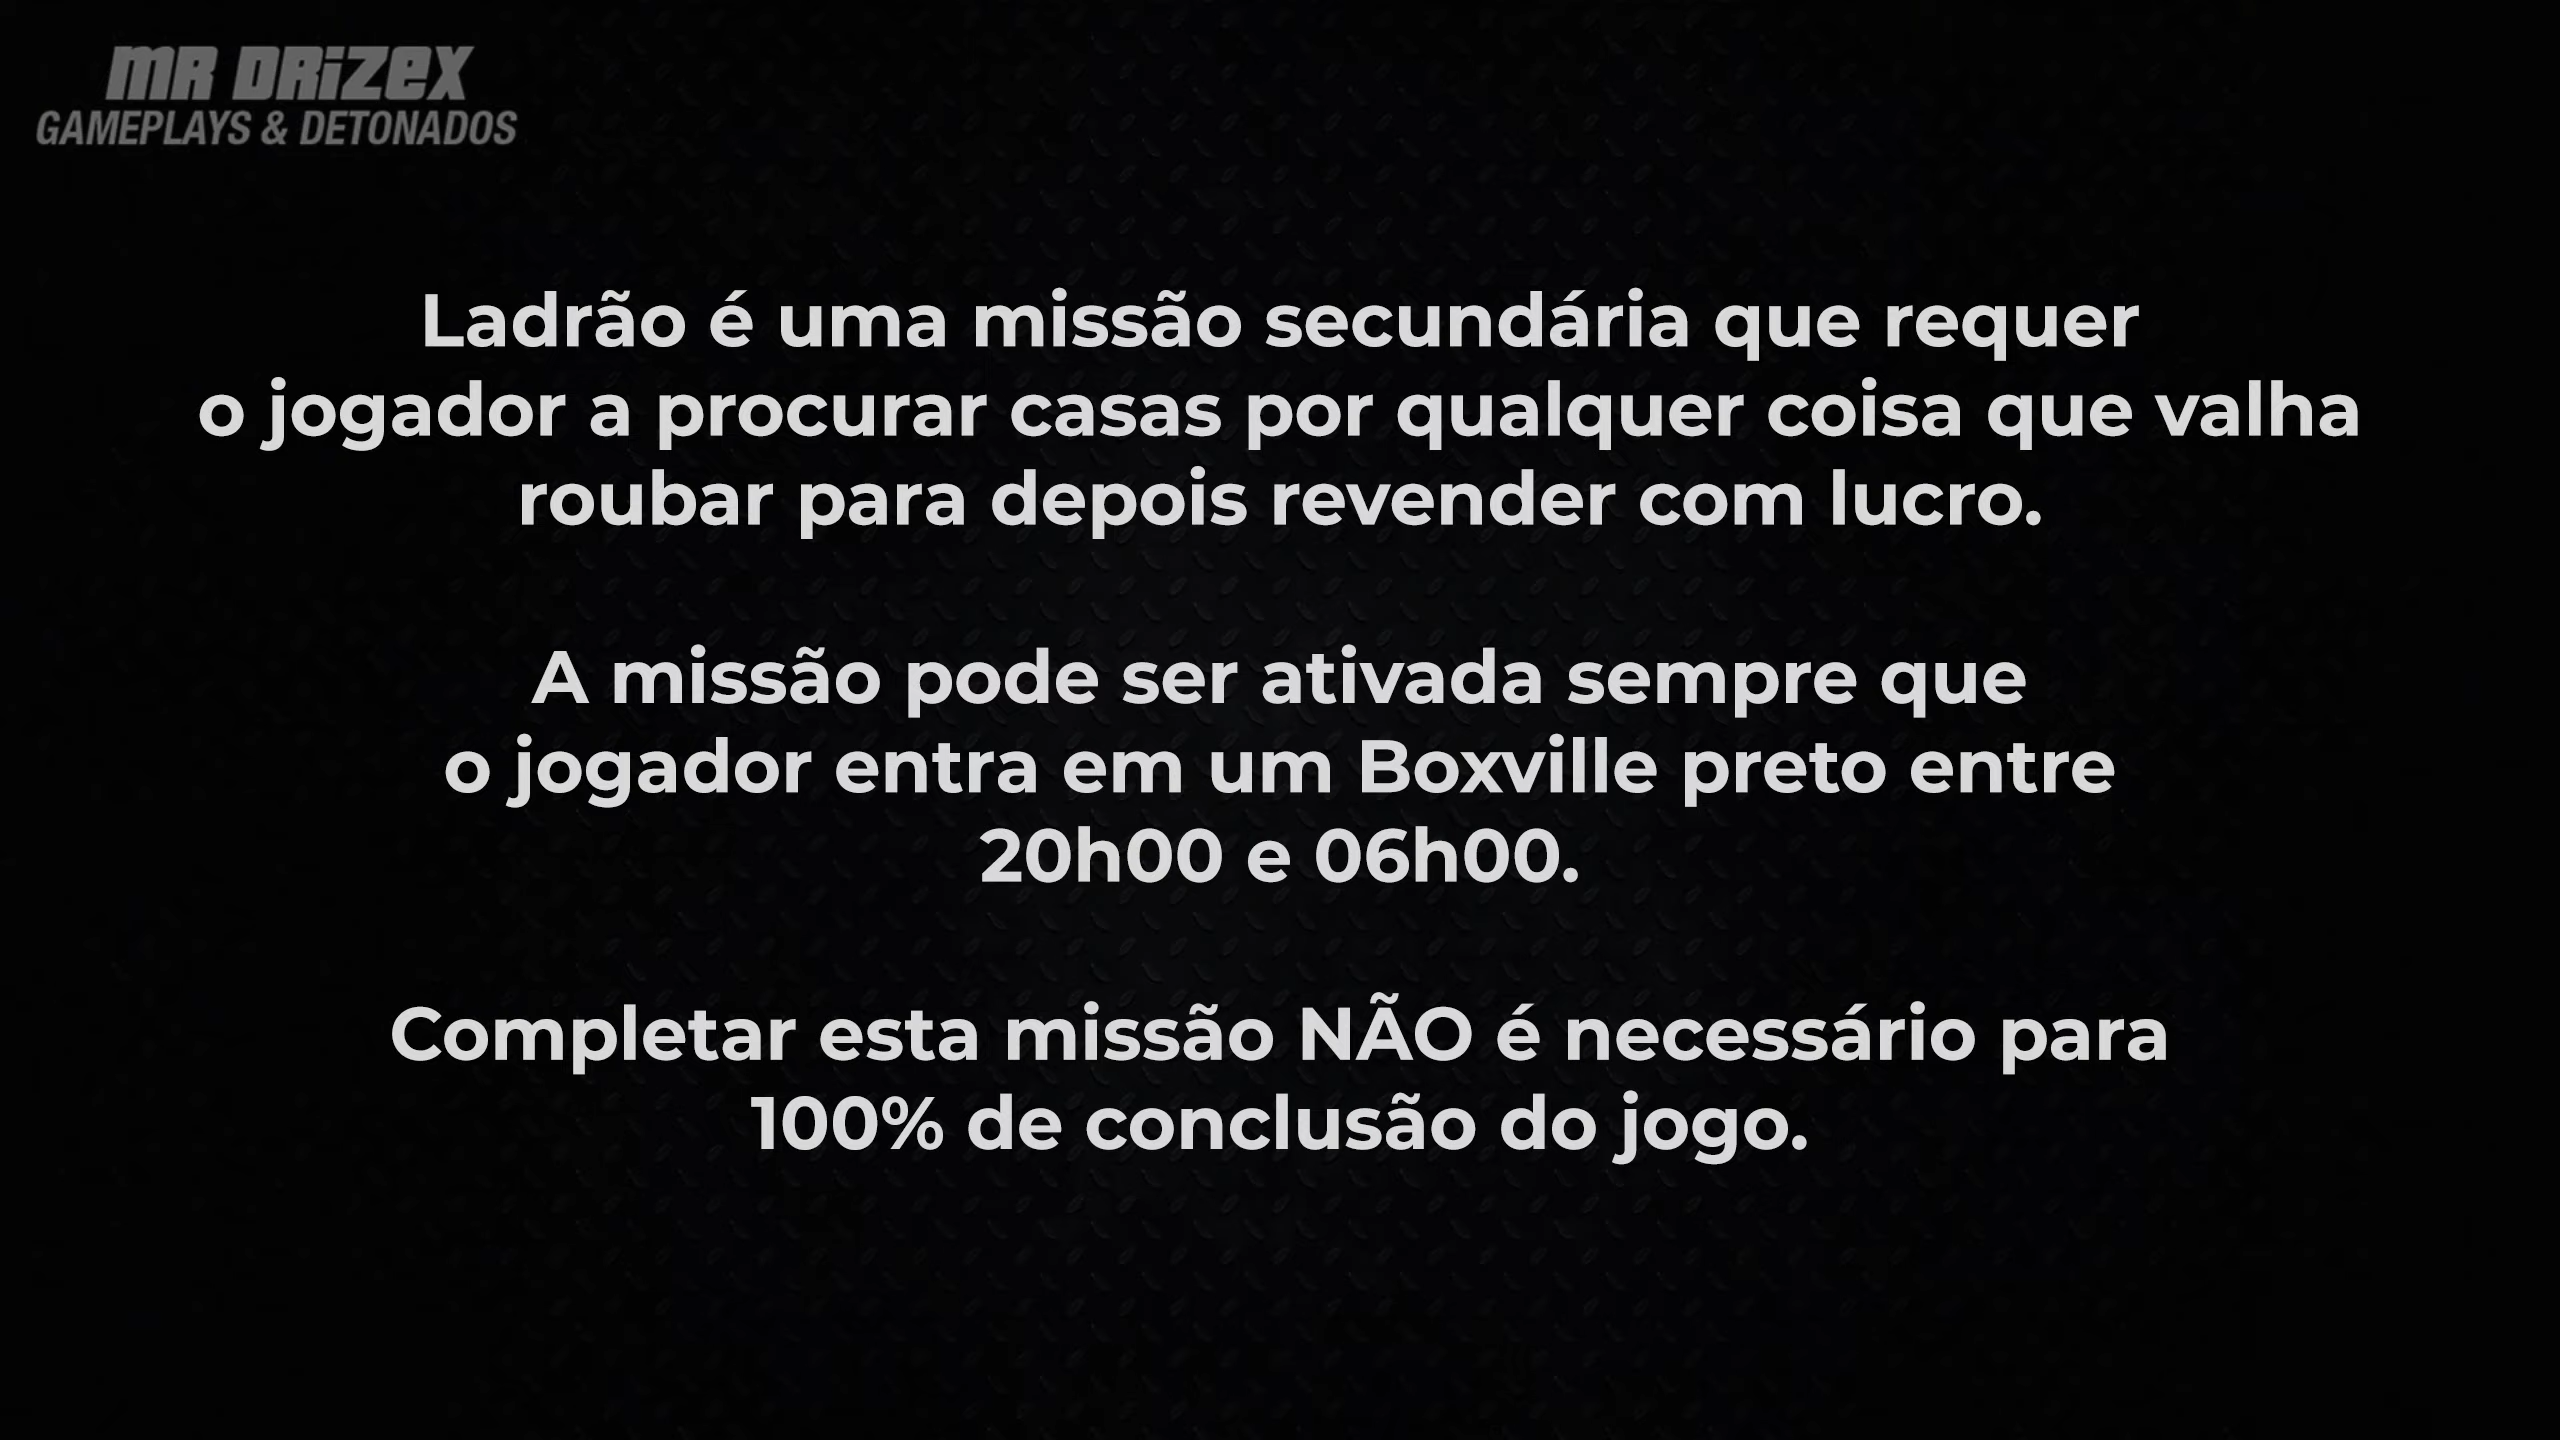 MR DRiZEX
GAMEPLAYS & DETONADOS
Ladrão é uma missão secundária que requer
o jogador a procurar casas por qualquer coisa que valha
roubar para depois revender com lucro.
A missão pode ser ativada sempre que
o jogador entra em um Boxville preto entre
20h00 e 06h00.
Completar esta missão NÃO é necessário para
100% de conclusão do jogo.